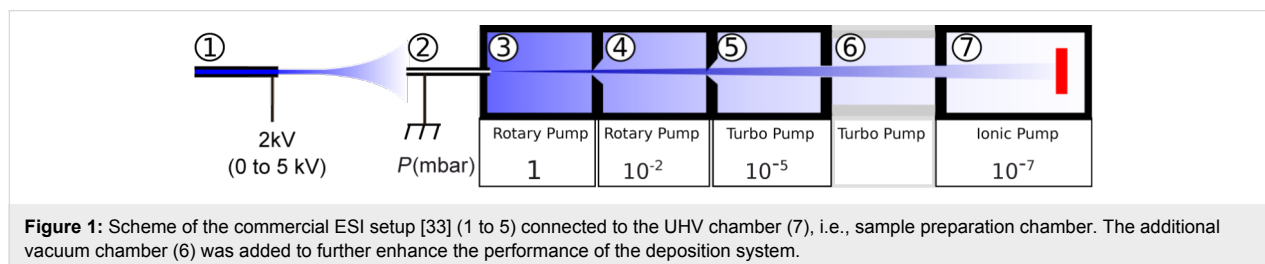 ① ② ③ ④ ⑤ ⑥ ⑦
2kV
(0 to 5 kV)
P(mbar)
Rotary Pump Rotary Pump Turbo Pump Turbo Pump Ionic Pump
1 10⁻² 10⁻⁵ 10⁻⁷
Figure 1: Scheme of the commercial ESI setup [33] (1 to 5) connected to the UHV chamber (7), i.e., sample preparation chamber. The additional
vacuum chamber (6) was added to further enhance the performance of the deposition system.